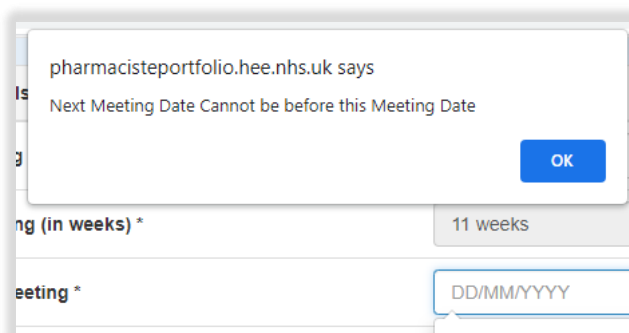 pharmacisteportfolio.hee.nhs.uk says
Next Meeting Date Cannot be before this Meeting Date
OK
ng (in weeks) *
11 weeks
eeting *
DD/MM/YYYY